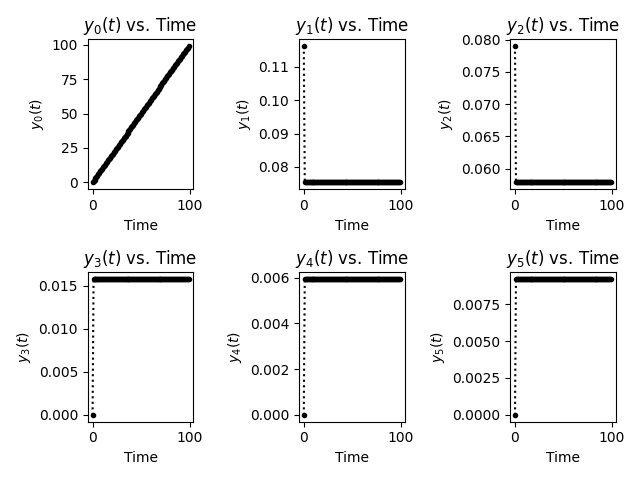 y₀(t) vs. Time
y₁(t) vs. Time
y₂(t) vs. Time
100
75
50
25
0
y₀(t)
0 100
Time
0.11
0.10
0.09
0.08
y₁(t)
0 100
Time
0.080
0.075
0.070
0.065
0.060
y₂(t)
0 100
Time
y₃(t) vs. Time
y₄(t) vs. Time
y₅(t) vs. Time
0.015
0.010
0.005
0.000
y₃(t)
0 100
Time
0.006
0.004
0.002
0.000
y₄(t)
0 100
Time
0.0075
0.0050
0.0025
0.0000
y₅(t)
0 100
Time